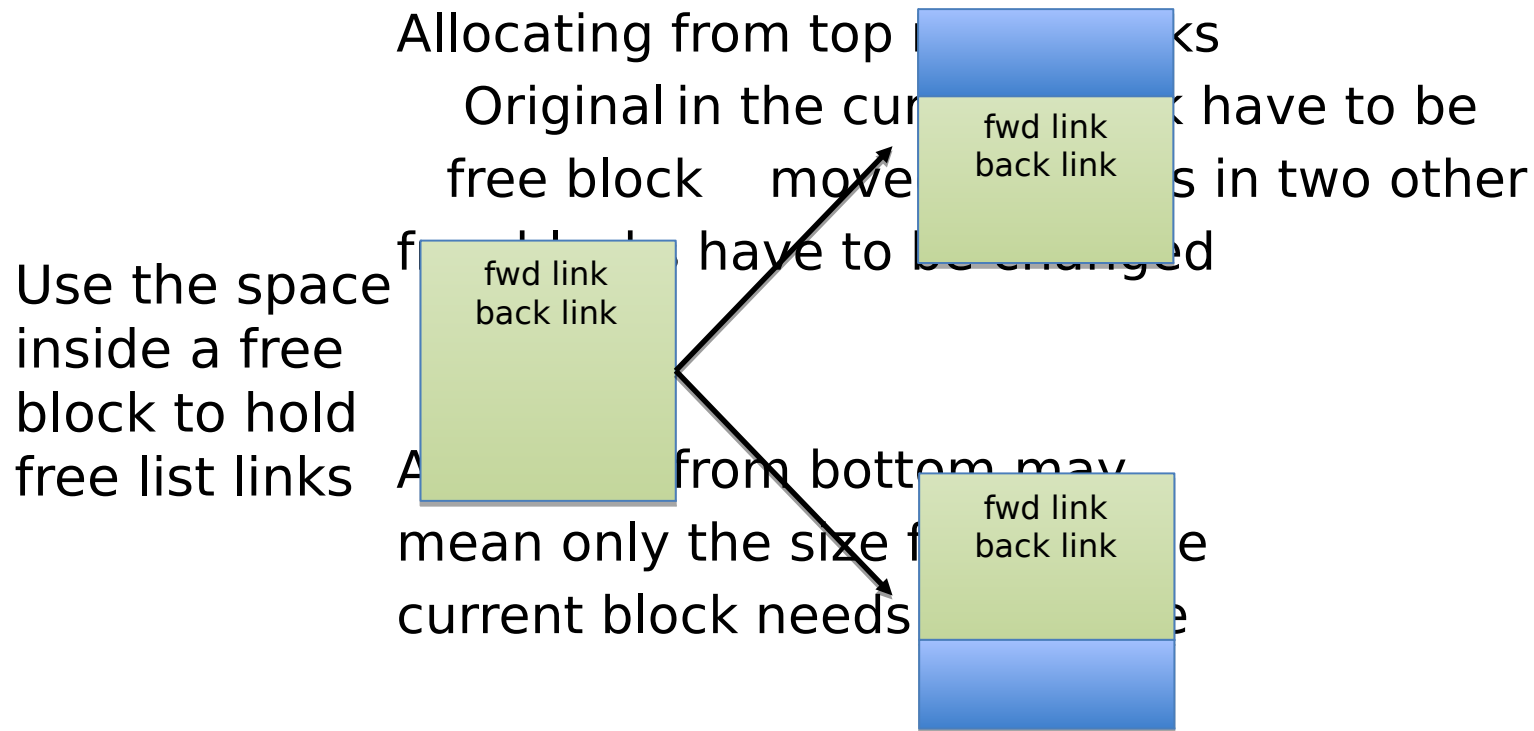 Use the space
inside a free
block to hold
free list links
Allocating from top
Original in the
free block
have to be
in two other
have to be changed
fwd link
back link
fwd link
back link
from bottom may
mean only the size
current block needs
fwd link
back link